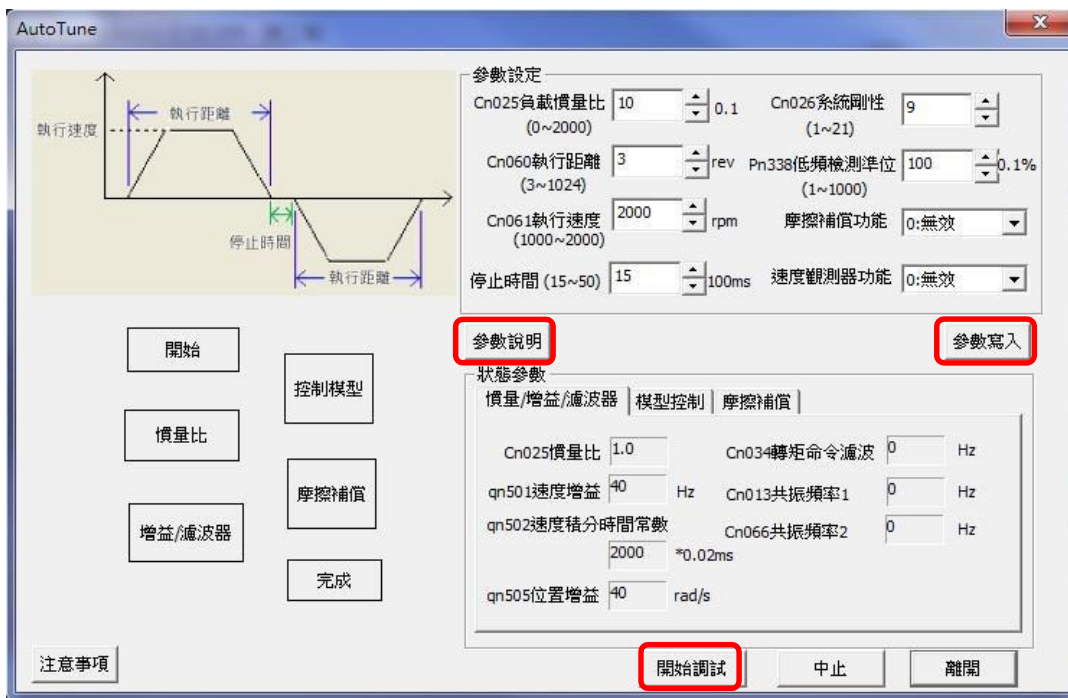 AutoTune
執行距離
執行速度
停止時間
執行距離
參數設定
Cn025負載慣量比 10 0.1
(0~2000)
Cn026系統剛性 9
(1~21)
Cn060執行距離 3 rev
(3~1024)
Pn338低頻檢測準位 100 0.1%
(1~1000)
Cn061執行速度 2000 rpm
(1000~2000)
摩擦補償功能 0:無效
停止時間 (15~50) 15 100ms
速度觀測器功能 0:無效
參數說明
參數寫入
開始
控制模型
慣量比
摩擦補償
增益/濾波器
完成
狀態參數
慣量/增益/濾波器 模型控制 摩擦補償
Cn025慣量比 1.0
Cn034轉矩命令濾波 0 Hz
qn501速度增益 40 Hz
Cn013共振頻率1 0 Hz
qn502速度積分時間常數
2000 *0.02ms
Cn066共振頻率2 0 Hz
qn505位置增益 40 rad/s
注意事項
開始調試
中止
離開